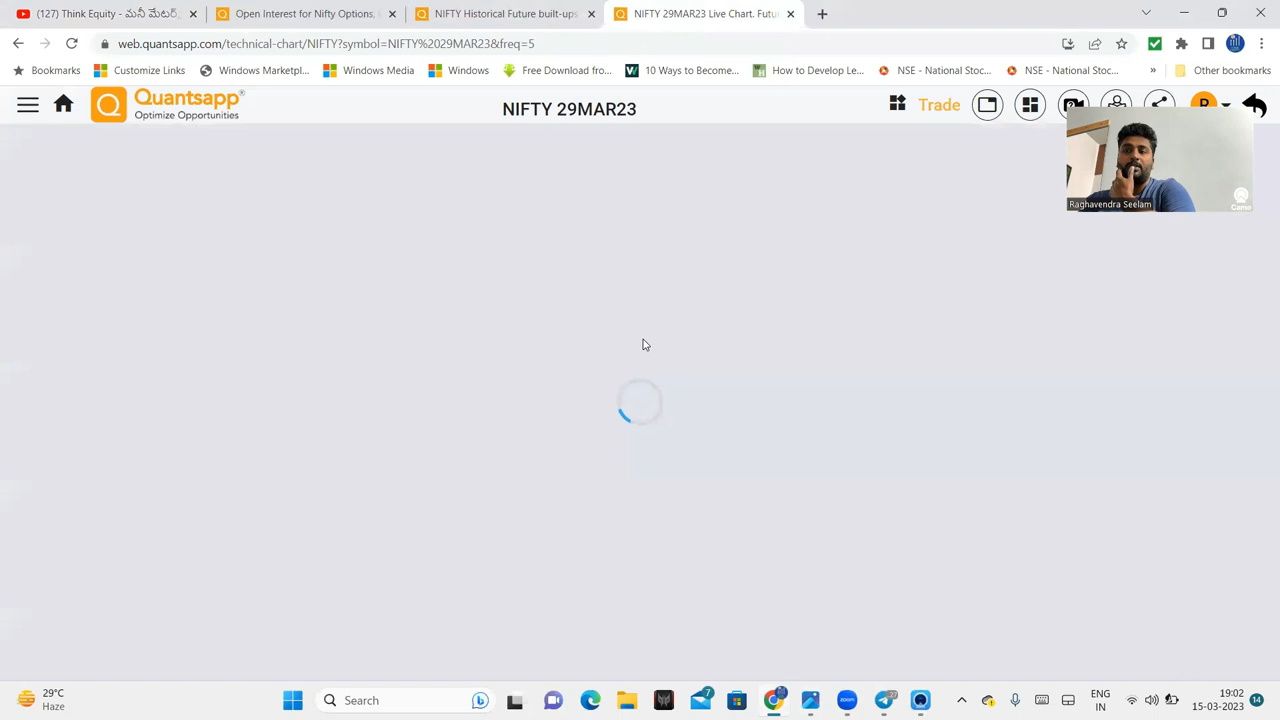 (127) Think Equity - మనీ మేటర్
Open Interest for Nifty Options,
NIFTY Historical Future built-ups
NIFTY 29MAR23 Live Chart. Futu
web.quantsapp.com/technical-chart/NIFTY?symbol=NIFTY%2029MAR23&freq=5
Bookmarks
Customize Links
Windows Marketpl...
Windows Media
Windows
Free Download fro...
10 Ways to Become...
How to Develop Le...
NSE - National Stoc...
NSE - National Stoc...
»
Other bookmarks
Quantsapp®
Optimize Opportunities
NIFTY 29MAR23
Trade
R
Raghavendra Seelam
29°C
Haze
Search
7
ENG
IN
19:02
15-03-2023
14